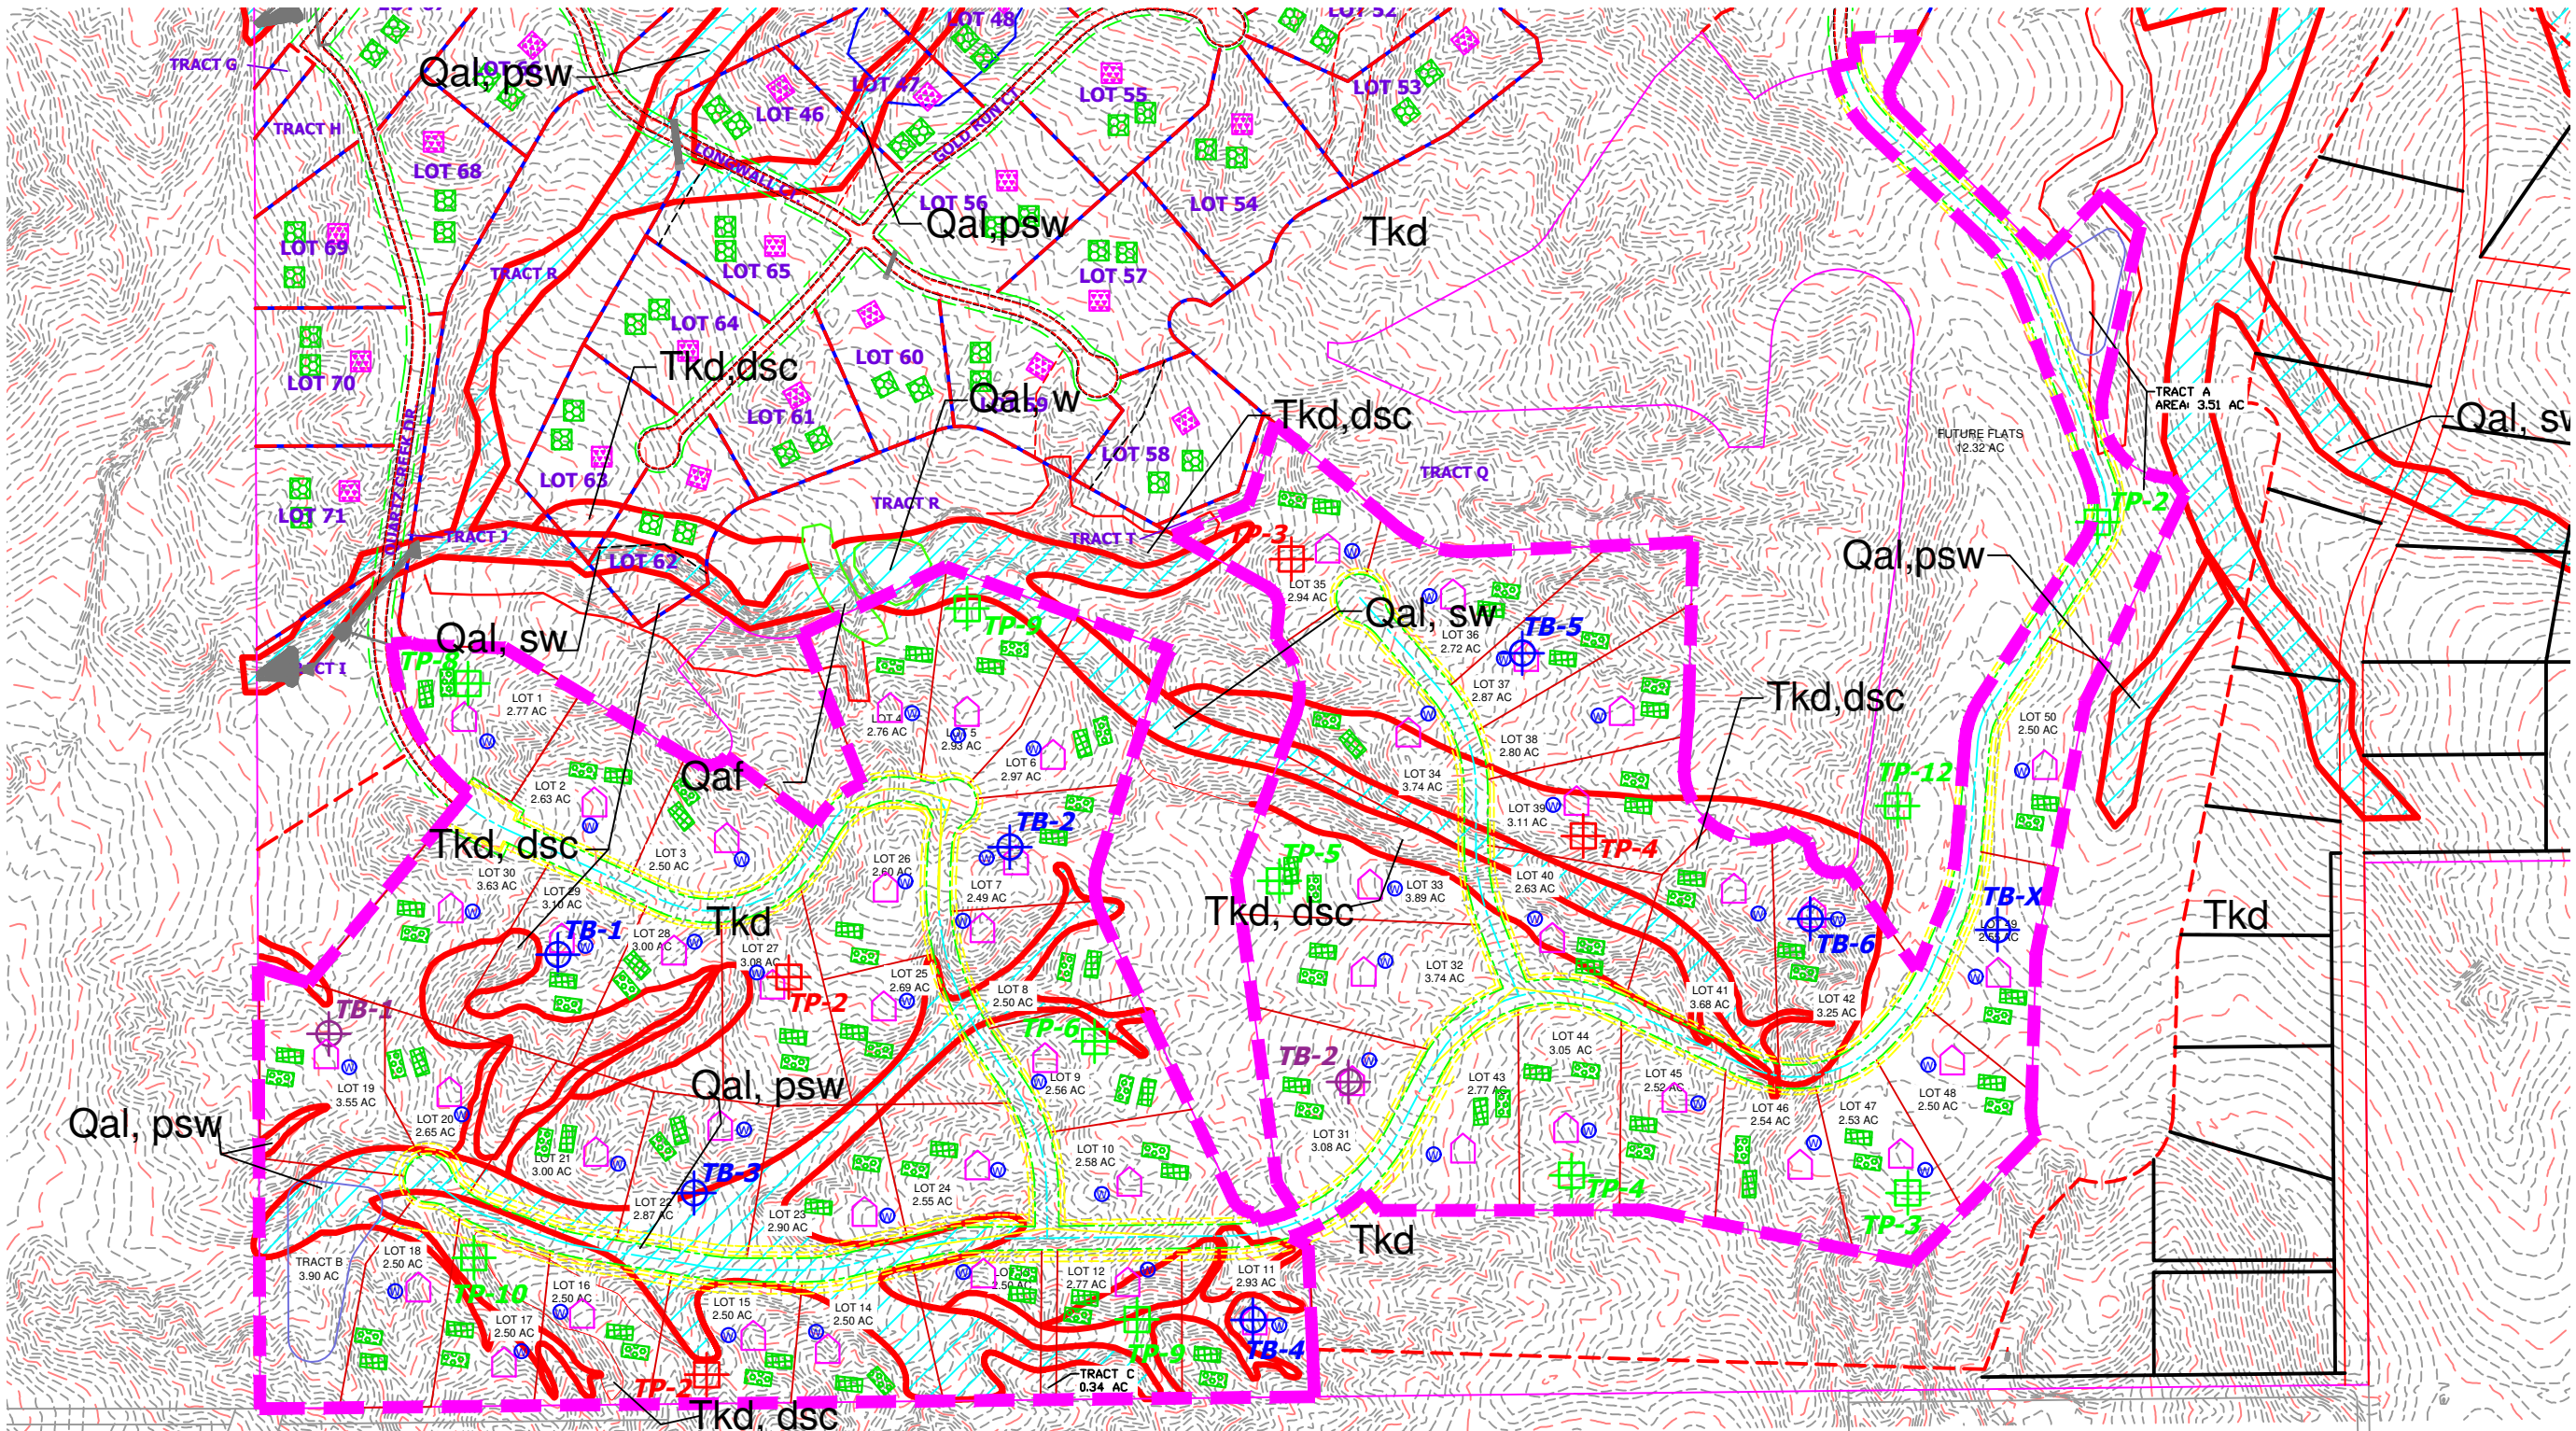 LOT 48
LOT 52
TRACT G
Qal, psw
LOT 47
LOT 46
LOT 55
LOT 53
TRACT H
GOLD RUN CT.
LONGWALL CT.
LOT 68
LOT 56
LOT 54
Qal,psw
Tkd
LOT 69
TRACT R
LOT 65
LOT 57
LOT 64
Tkd,dsc
LOT 60
LOT 70
Qal, w
LOT 59
LOT 61
Tkd,dsc
TRACT A
AREA: 3.51 AC
Qal, sw
QUARTZ CREEK DR.
FUTURE FLATS
12.32 AC
LOT 58
TRACT Q
LOT 63
LOT 71
TRACT R
TP-2
TRACT J
TRACT T
TP-3
LOT 62
Qal,psw
LOT 35
2.94 AC
Qal, sw
TP-9
Qal, sw
TB-5
LOT 36
2.72 AC
TP-8
TRACT I
LOT 1
2.77 AC
LOT 37
2.87 AC
Tkd,dsc
LOT 4
2.76 AC
LOT 5
2.93 AC
LOT 50
2.50 AC
LOT 38
2.80 AC
LOT 6
2.97 AC
Qaf
LOT 34
3.74 AC
TP-12
LOT 2
2.63 AC
LOT 39
3.11 AC
TB-2
Tkd, dsc
LOT 3
2.50 AC
LOT 26
2.60 AC
TP-5
TP-4
LOT 30
3.63 AC
LOT 7
2.49 AC
LOT 33
3.89 AC
LOT 40
2.63 AC
LOT 29
3.10 AC
Tkd
Tkd, dsc
TB-X
LOT 49
2.55 AC
Tkd
TB-1
LOT 28
3.00 AC
LOT 27
3.08 AC
TB-6
LOT 25
2.69 AC
LOT 32
3.74 AC
LOT 8
2.50 AC
TP-2
LOT 41
3.68 AC
LOT 42
3.25 AC
TB-1
TP-6
TB-2
LOT 44
3.05 AC
LOT 19
3.55 AC
Qal, psw
LOT 9
2.56 AC
LOT 43
2.77 AC
LOT 45
2.52 AC
LOT 48
2.50 AC
LOT 20
2.65 AC
Qal, psw
LOT 46
2.54 AC
LOT 47
2.53 AC
LOT 31
3.08 AC
LOT 21
3.00 AC
LOT 10
2.58 AC
TB-3
TP-4
LOT 24
2.55 AC
LOT 22
2.87 AC
LOT 23
2.90 AC
TP-3
Tkd
TRACT B
3.90 AC
LOT 18
2.50 AC
LOT 12
2.77 AC
LOT 11
2.93 AC
LOT 13
2.50 AC
TP-10
LOT 16
2.50 AC
LOT 15
2.50 AC
LOT 14
2.50 AC
LOT 17
2.50 AC
TP-9
TB-4
TP-2
TRACT C
0.34 AC
Tkd, dsc